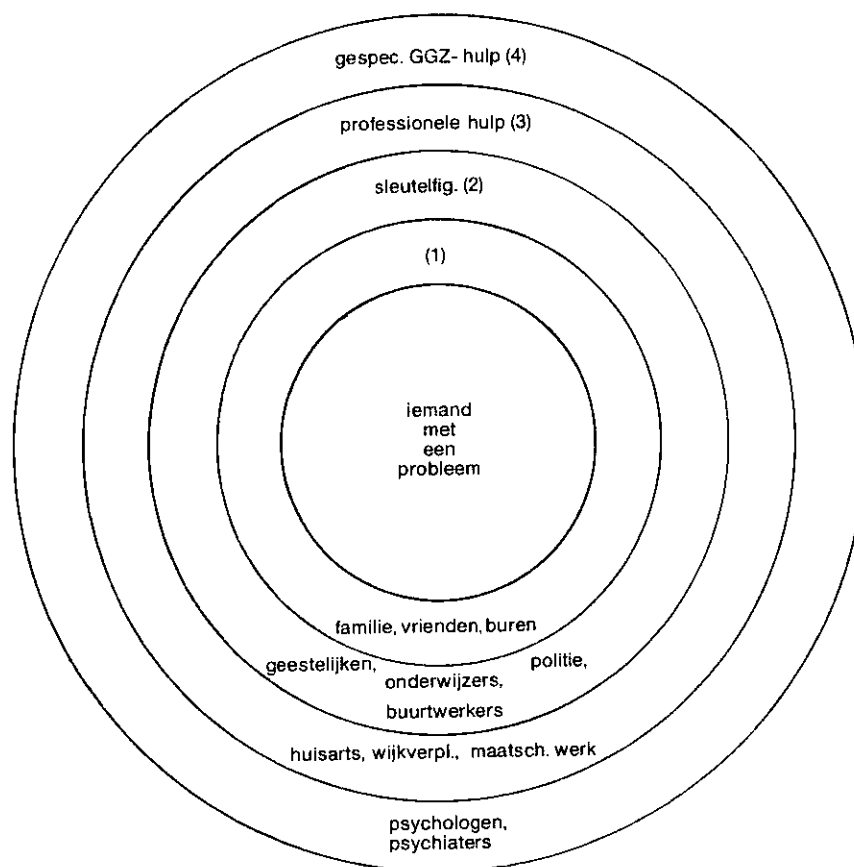 gespec. GGZ- hulp (4)
professionele hulp (3)
sleutelfig. (2)
(1)
iemand
met
een
probleem
familie, vrienden, buren
geestelijken, politie,
onderwijzers,
buurtwerkers
huisarts, wijkverpl., maatsch. werk
psychologen,
psychiaters